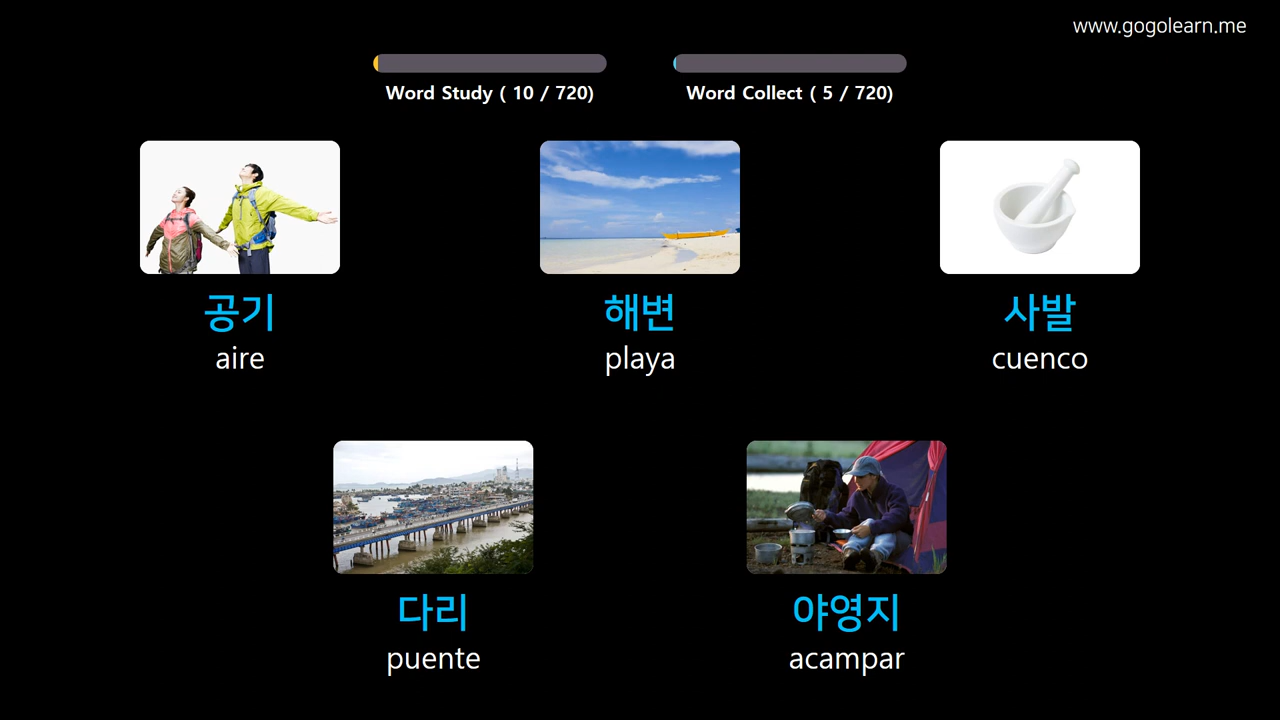 www.gogolearn.me
Word Study ( 10 / 720)
Word Collect ( 5 / 720)
공기
aire
해변
playa
사발
cuenco
다리
puente
야영지
acampar